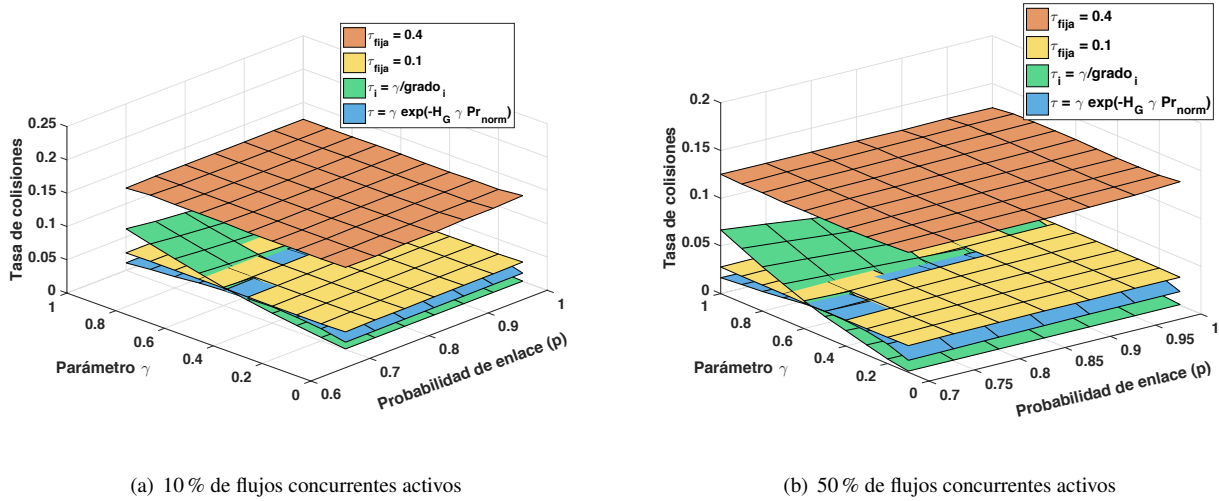 τfija = 0.4
τfija = 0.1
τi = γ/grado i
τ = γ exp(-HG γ Prnorm)
Tasa de colisiones
0.25
0.2
0.15
0.1
0.05
0
1
0.8
0.6
0.4
0.2
0
Parámetro γ
0.6
0.7
0.8
0.9
1
Probabilidad de enlace (p)
(a) 10 % de flujos concurrentes activos
τfija = 0.4
τfija = 0.1
τi = γ/grado i
τ = γ exp(-HG γ Prnorm)
Tasa de colisiones
0.2
0.15
0.1
0.05
0
1
0.8
0.6
0.4
0.2
0
Parámetro γ
0.7
0.75
0.8
0.85
0.9
0.95
1
Probabilidad de enlace (p)
(b) 50 % de flujos concurrentes activos